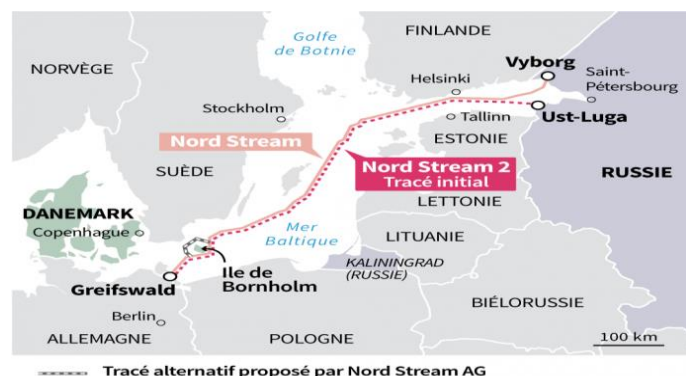 Golfe
de Botnie
FINLANDE
NORVÈGE
Vyborg
Helsinki
Saint-
Pétersbourg
Stockholm
Tallinn
Ust-Luga
Nord Stream
ESTONIE
SUÈDE
Nord Stream 2
Tracé initial
RUSSIE
LETTONIE
DANEMARK
Copenhague
Mer
Baltique
LITUANIE
KALININGRAD
(RUSSIE)
Ile de
Bornholm
Greifswald
BIÉLORUSSIE
Berlin
ALLEMAGNE
POLOGNE
100 km
Tracé alternatif proposé par Nord Stream AG